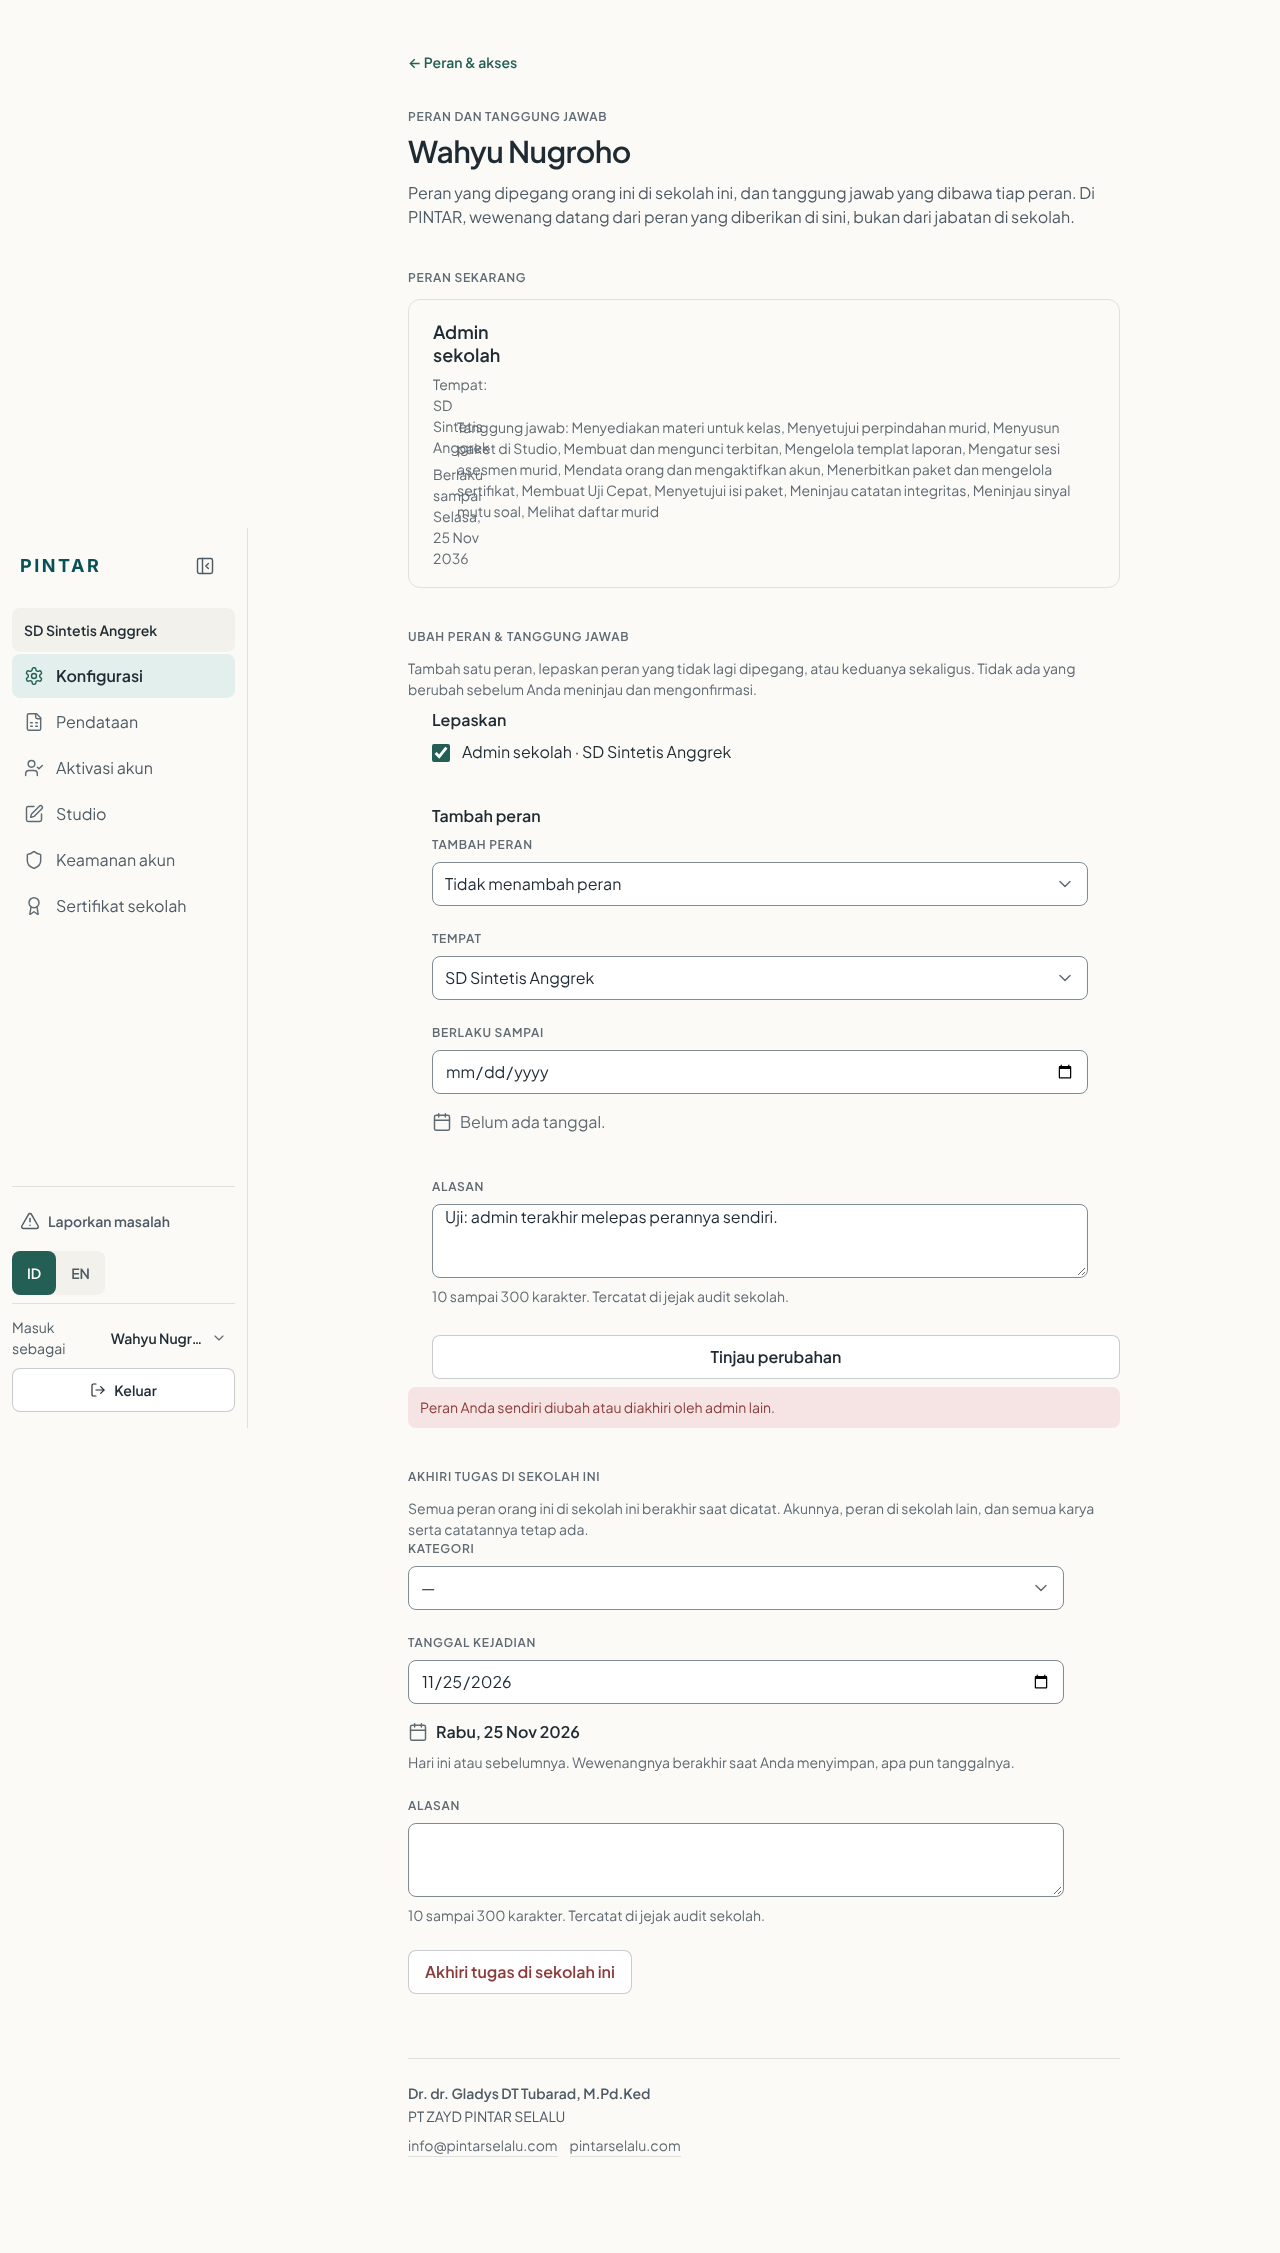 ← Peran & akses
PERAN DAN TANGGUNG JAWAB
Wahyu Nugroho
Peran yang dipegang orang ini di sekolah ini, dan tanggung jawab yang dibawa tiap peran. Di
PINTAR, wewenang datang dari peran yang diberikan di sini, bukan dari jabatan di sekolah.
PERAN SEKARANG
Admin
sekolah
Tempat:
SD
Sintetis
Anggrek
Berlaku
sampai
Selasa,
25 Nov
2036
Tanggung jawab: Menyediakan materi untuk kelas, Menyetujui perpindahan murid, Menyusun
paket di Studio, Membuat dan mengunci terbitan, Mengelola templat laporan, Mengatur sesi
asesmen murid, Mendata orang dan mengaktifkan akun, Menerbitkan paket dan mengelola
sertifikat, Membuat Uji Cepat, Menyetujui isi paket, Meninjau catatan integritas, Meninjau sinyal
mutu soal, Melihat daftar murid
PINTAR
SD Sintetis Anggrek
Konfigurasi
Pendataan
Aktivasi akun
Studio
Keamanan akun
Sertifikat sekolah
Laporkan masalah
ID EN
Masuk
sebagai
Wahyu Nugr...
Keluar
UBAH PERAN & TANGGUNG JAWAB
Tambah satu peran, lepaskan peran yang tidak lagi dipegang, atau keduanya sekaligus. Tidak ada yang
berubah sebelum Anda meninjau dan mengonfirmasi.
Lepaskan
Admin sekolah · SD Sintetis Anggrek
Tambah peran
TAMBAH PERAN
Tidak menambah peran
TEMPAT
SD Sintetis Anggrek
BERLAKU SAMPAI
mm/dd/yyyy
Belum ada tanggal.
ALASAN
Uji: admin terakhir melepas perannya sendiri.
10 sampai 300 karakter. Tercatat di jejak audit sekolah.
Tinjau perubahan
Peran Anda sendiri diubah atau diakhiri oleh admin lain.
AKHIRI TUGAS DI SEKOLAH INI
Semua peran orang ini di sekolah ini berakhir saat dicatat. Akunnya, peran di sekolah lain, dan semua karya
serta catatannya tetap ada.
KATEGORI
—
TANGGAL KEJADIAN
11/25/2026
Rabu, 25 Nov 2026
Hari ini atau sebelumnya. Wewenangnya berakhir saat Anda menyimpan, apa pun tanggalnya.
ALASAN
10 sampai 300 karakter. Tercatat di jejak audit sekolah.
Akhiri tugas di sekolah ini
Dr. dr. Gladys DT Tubarad, M.Pd.Ked
PT ZAYD PINTAR SELALU
info@pintarselalu.com pintarselalu.com